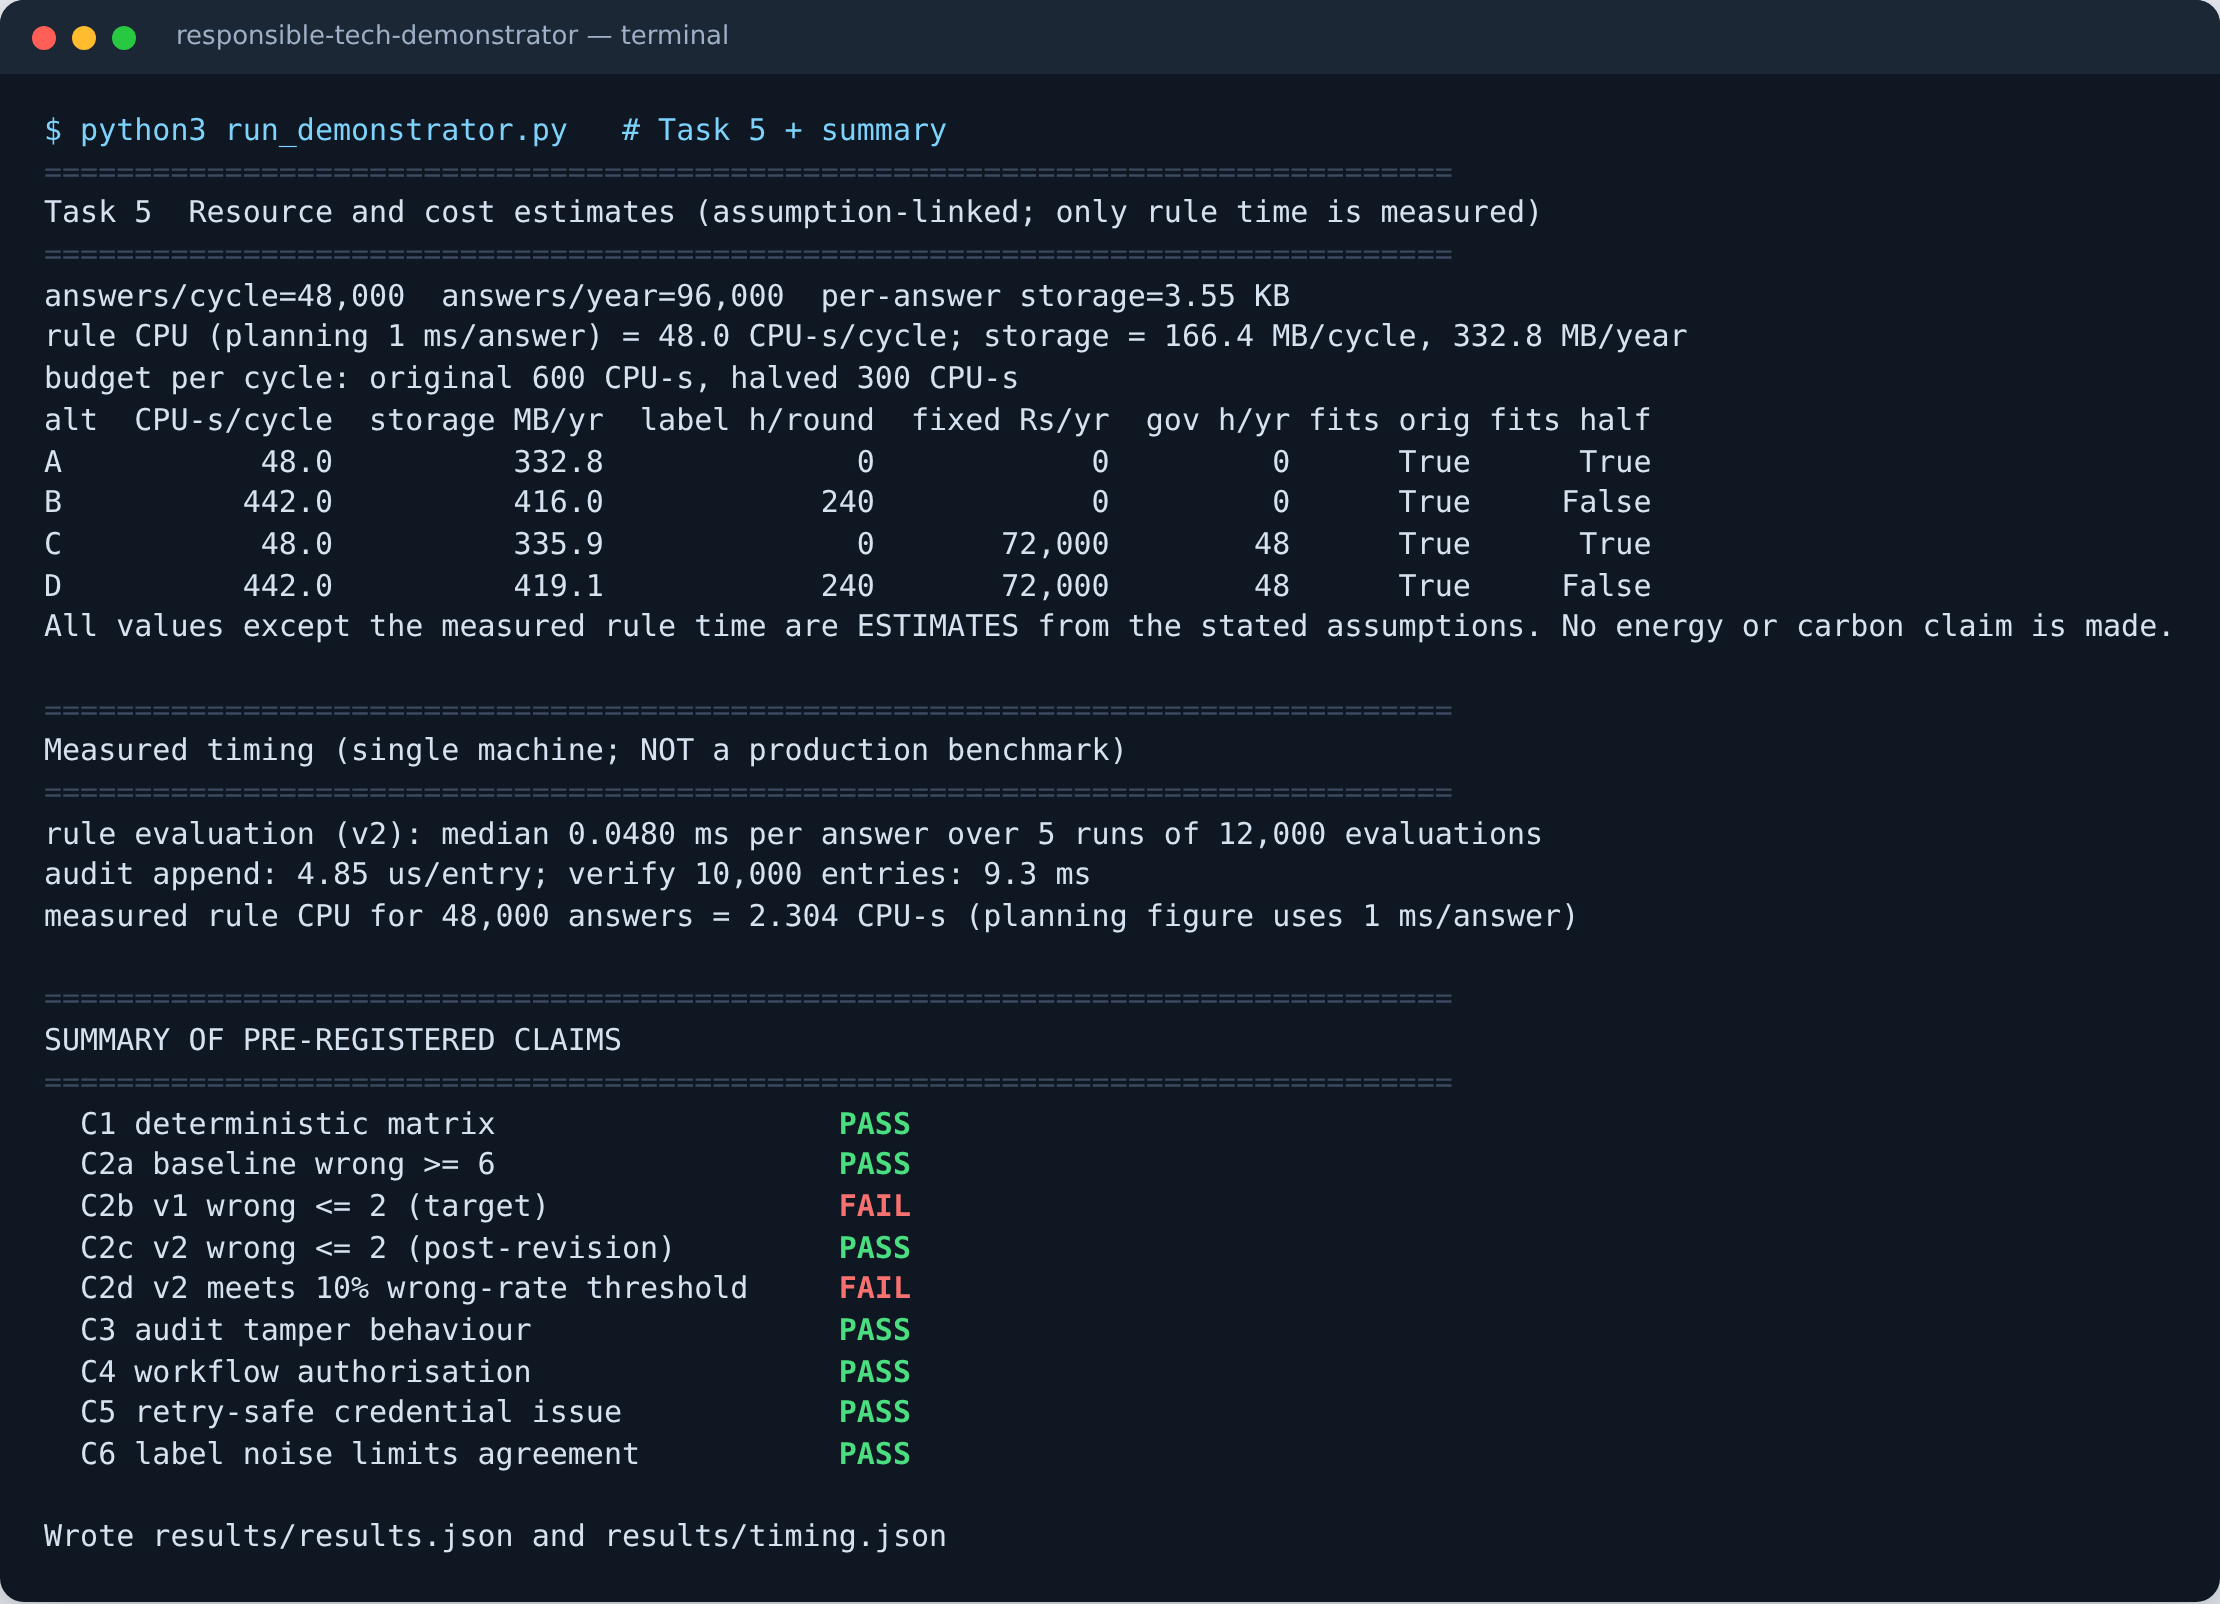 responsible-tech-demonstrator — terminal
$ python3 run_demonstrator.py   # Task 5 + summary
==============================================================================
Task 5  Resource and cost estimates (assumption-linked; only rule time is measured)
==============================================================================
answers/cycle=48,000  answers/year=96,000  per-answer storage=3.55 KB
rule CPU (planning 1 ms/answer) = 48.0 CPU-s/cycle; storage = 166.4 MB/cycle, 332.8 MB/year
budget per cycle: original 600 CPU-s, halved 300 CPU-s
alt  CPU-s/cycle  storage MB/yr  label h/round  fixed Rs/yr  gov h/yr fits orig fits half
A           48.0          332.8              0            0         0      True      True
B          442.0          416.0            240            0         0      True     False
C           48.0          335.9              0       72,000        48      True      True
D          442.0          419.1            240       72,000        48      True     False
All values except the measured rule time are ESTIMATES from the stated assumptions. No energy or carbon claim is made.
==============================================================================
Measured timing (single machine; NOT a production benchmark)
==============================================================================
rule evaluation (v2): median 0.0480 ms per answer over 5 runs of 12,000 evaluations
audit append: 4.85 us/entry; verify 10,000 entries: 9.3 ms
measured rule CPU for 48,000 answers = 2.304 CPU-s (planning figure uses 1 ms/answer)
==============================================================================
SUMMARY OF PRE-REGISTERED CLAIMS
==============================================================================
  C1 deterministic matrix                   PASS
  C2a baseline wrong >= 6                   PASS
  C2b v1 wrong <= 2 (target)                FAIL
  C2c v2 wrong <= 2 (post-revision)         PASS
  C2d v2 meets 10% wrong-rate threshold     FAIL
  C3 audit tamper behaviour                 PASS
  C4 workflow authorisation                 PASS
  C5 retry-safe credential issue            PASS
  C6 label noise limits agreement           PASS
Wrote results/results.json and results/timing.json